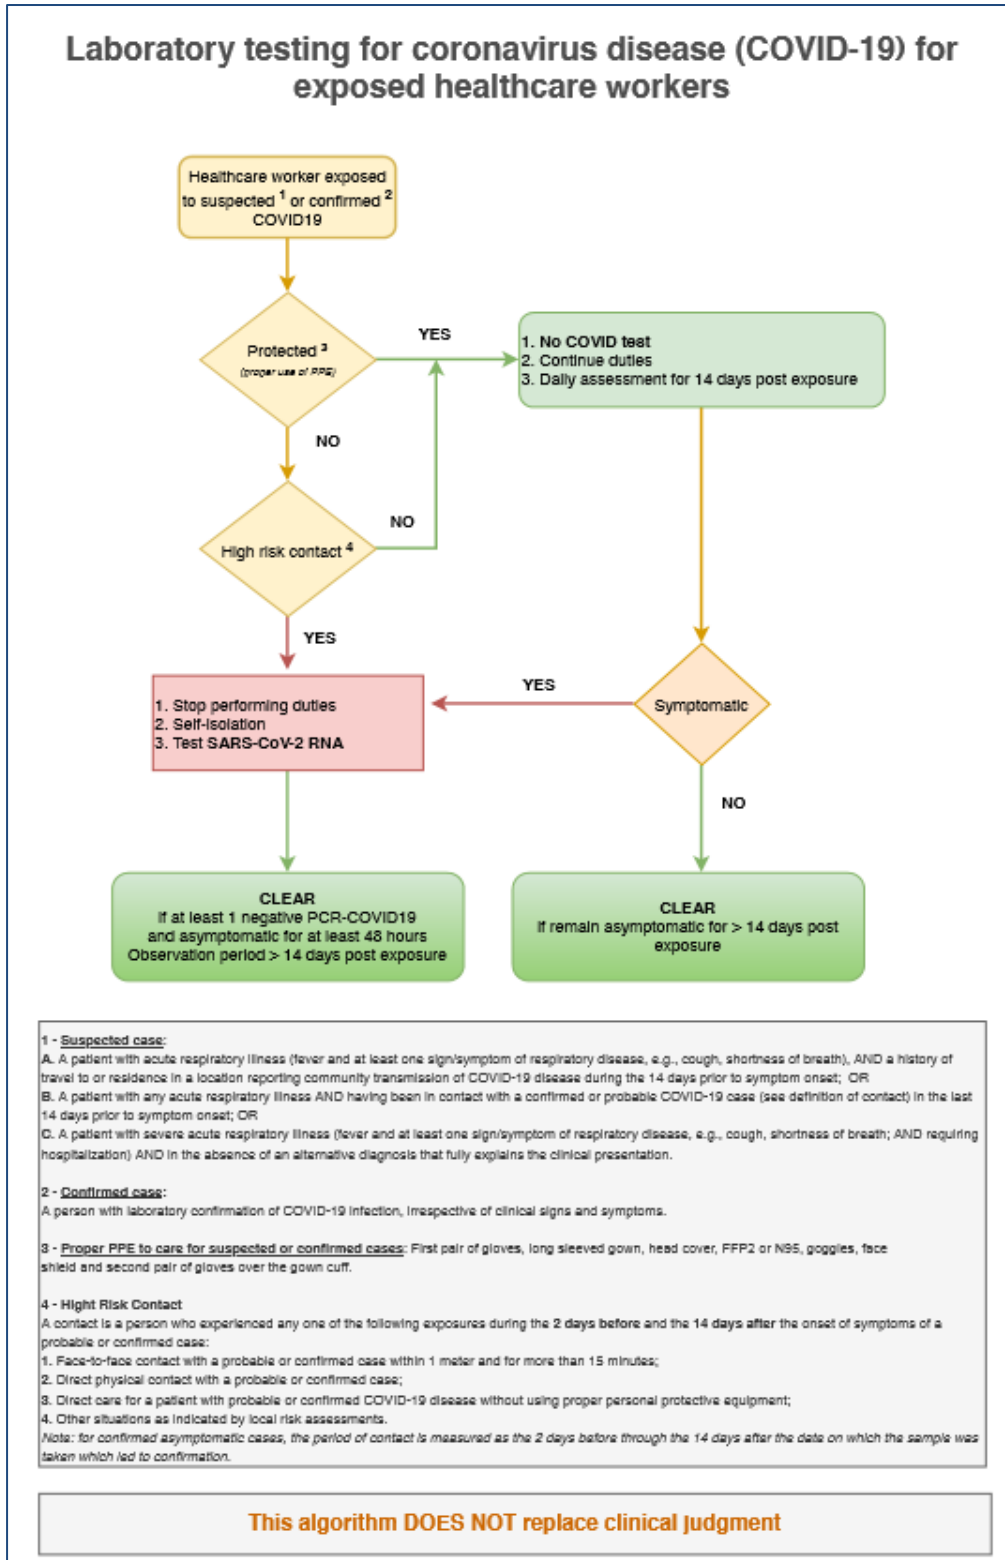 Laboratory testing for coronavirus disease (COVID-19) for
exposed healthcare workers
Healthcare worker exposed
to suspected ¹ or confirmed ²
COVID19
Protected ³
(proper use of PPE)
YES
1. No COVID test
2. Continue duties
3. Daily assessment for 14 days post exposure
NO
High risk contact ⁴
NO
YES
1. Stop performing duties
2. Self-isolation
3. Test SARS-CoV-2 RNA
YES
Symptomatic
NO
CLEAR
If at least 1 negative PCR-COVID19
and asymptomatic for at least 48 hours
Observation period > 14 days post exposure
CLEAR
If remain asymptomatic for > 14 days post
exposure
1 - Suspected case:
A. A patient with acute respiratory illness (fever and at least one sign/symptom of respiratory disease, e.g., cough, shortness of breath), AND a history of
travel to or residence in a location reporting community transmission of COVID-19 disease during the 14 days prior to symptom onset; OR
B. A patient with any acute respiratory illness AND having been in contact with a confirmed or probable COVID-19 case (see definition of contact) in the last
14 days prior to symptom onset; OR
C. A patient with severe acute respiratory illness (fever and at least one sign/symptom of respiratory disease, e.g., cough, shortness of breath; AND requiring
hospitalization) AND in the absence of an alternative diagnosis that fully explains the clinical presentation.
2 - Confirmed case:
A person with laboratory confirmation of COVID-19 infection, irrespective of clinical signs and symptoms.
3 - Proper PPE to care for suspected or confirmed cases: First pair of gloves, long sleeved gown, head cover, FFP2 or N95, goggles, face
shield and second pair of gloves over the gown cuff.
4 - Hight Risk Contact
A contact is a person who experienced any one of the following exposures during the 2 days before and the 14 days after the onset of symptoms of a
probable or confirmed case:
1. Face-to-face contact with a probable or confirmed case within 1 meter and for more than 15 minutes;
2. Direct physical contact with a probable or confirmed case;
3. Direct care for a patient with probable or confirmed COVID-19 disease without using proper personal protective equipment;
4. Other situations as indicated by local risk assessments.
Note: for confirmed asymptomatic cases, the period of contact is measured as the 2 days before through the 14 days after the date on which the sample was
taken which led to confirmation.
This algorithm DOES NOT replace clinical judgment